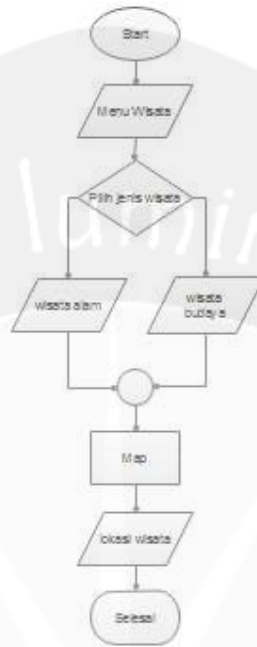 Start
Menu Wisata
Pilih jenis wisata
wisata alam
wisata
budaya
Map
lokasi wisata
Selesai